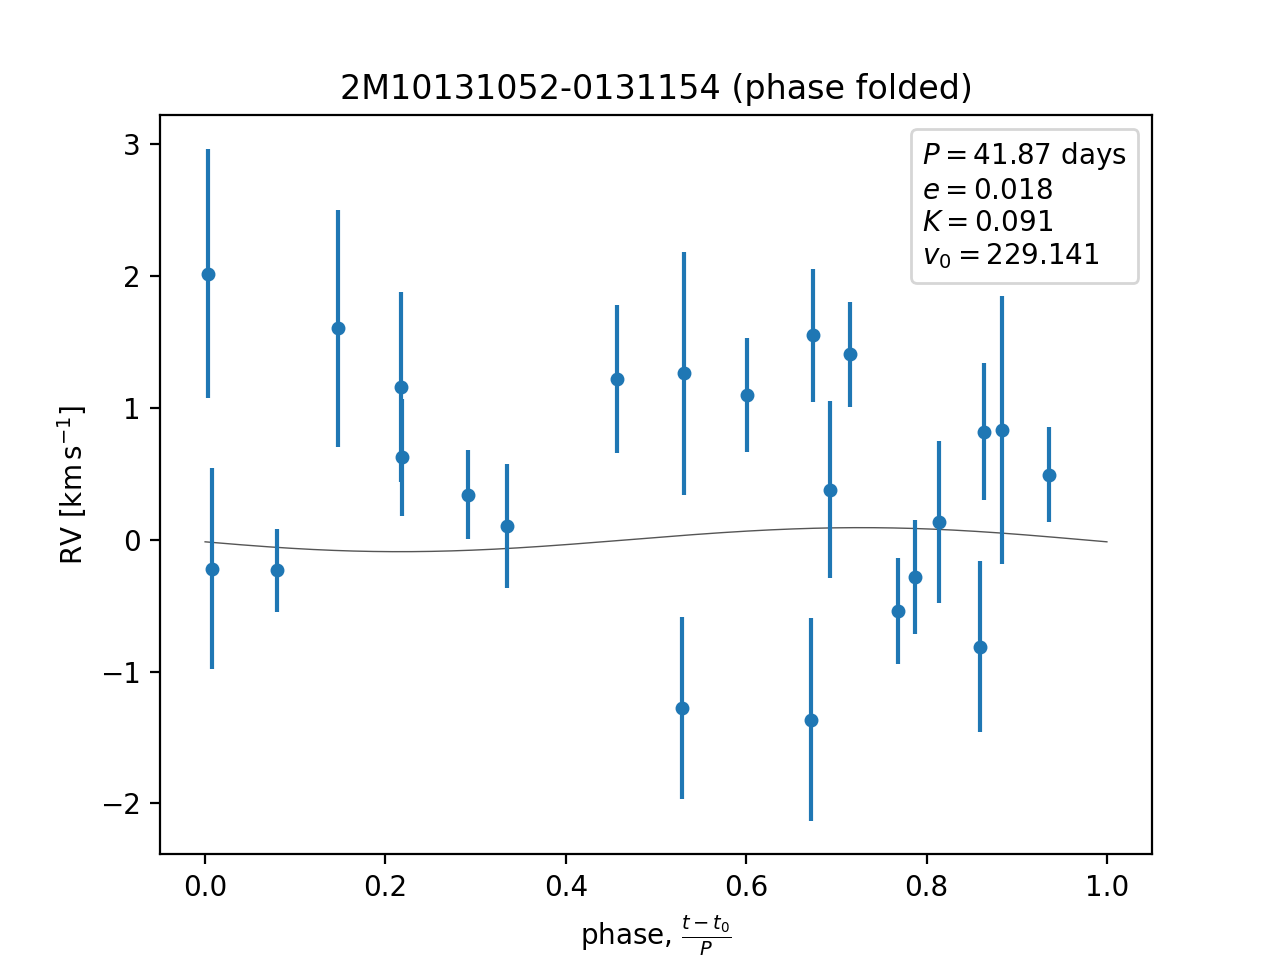 2M10131052-0131154 (phase folded)
P = 41.87 days
e = 0.018
K = 0.091
v₀ = 229.141
3
2
1
0
−1
−2
RV [km s⁻¹]
0.0 0.2 0.4 0.6 0.8 1.0
phase, (t − t₀)/P